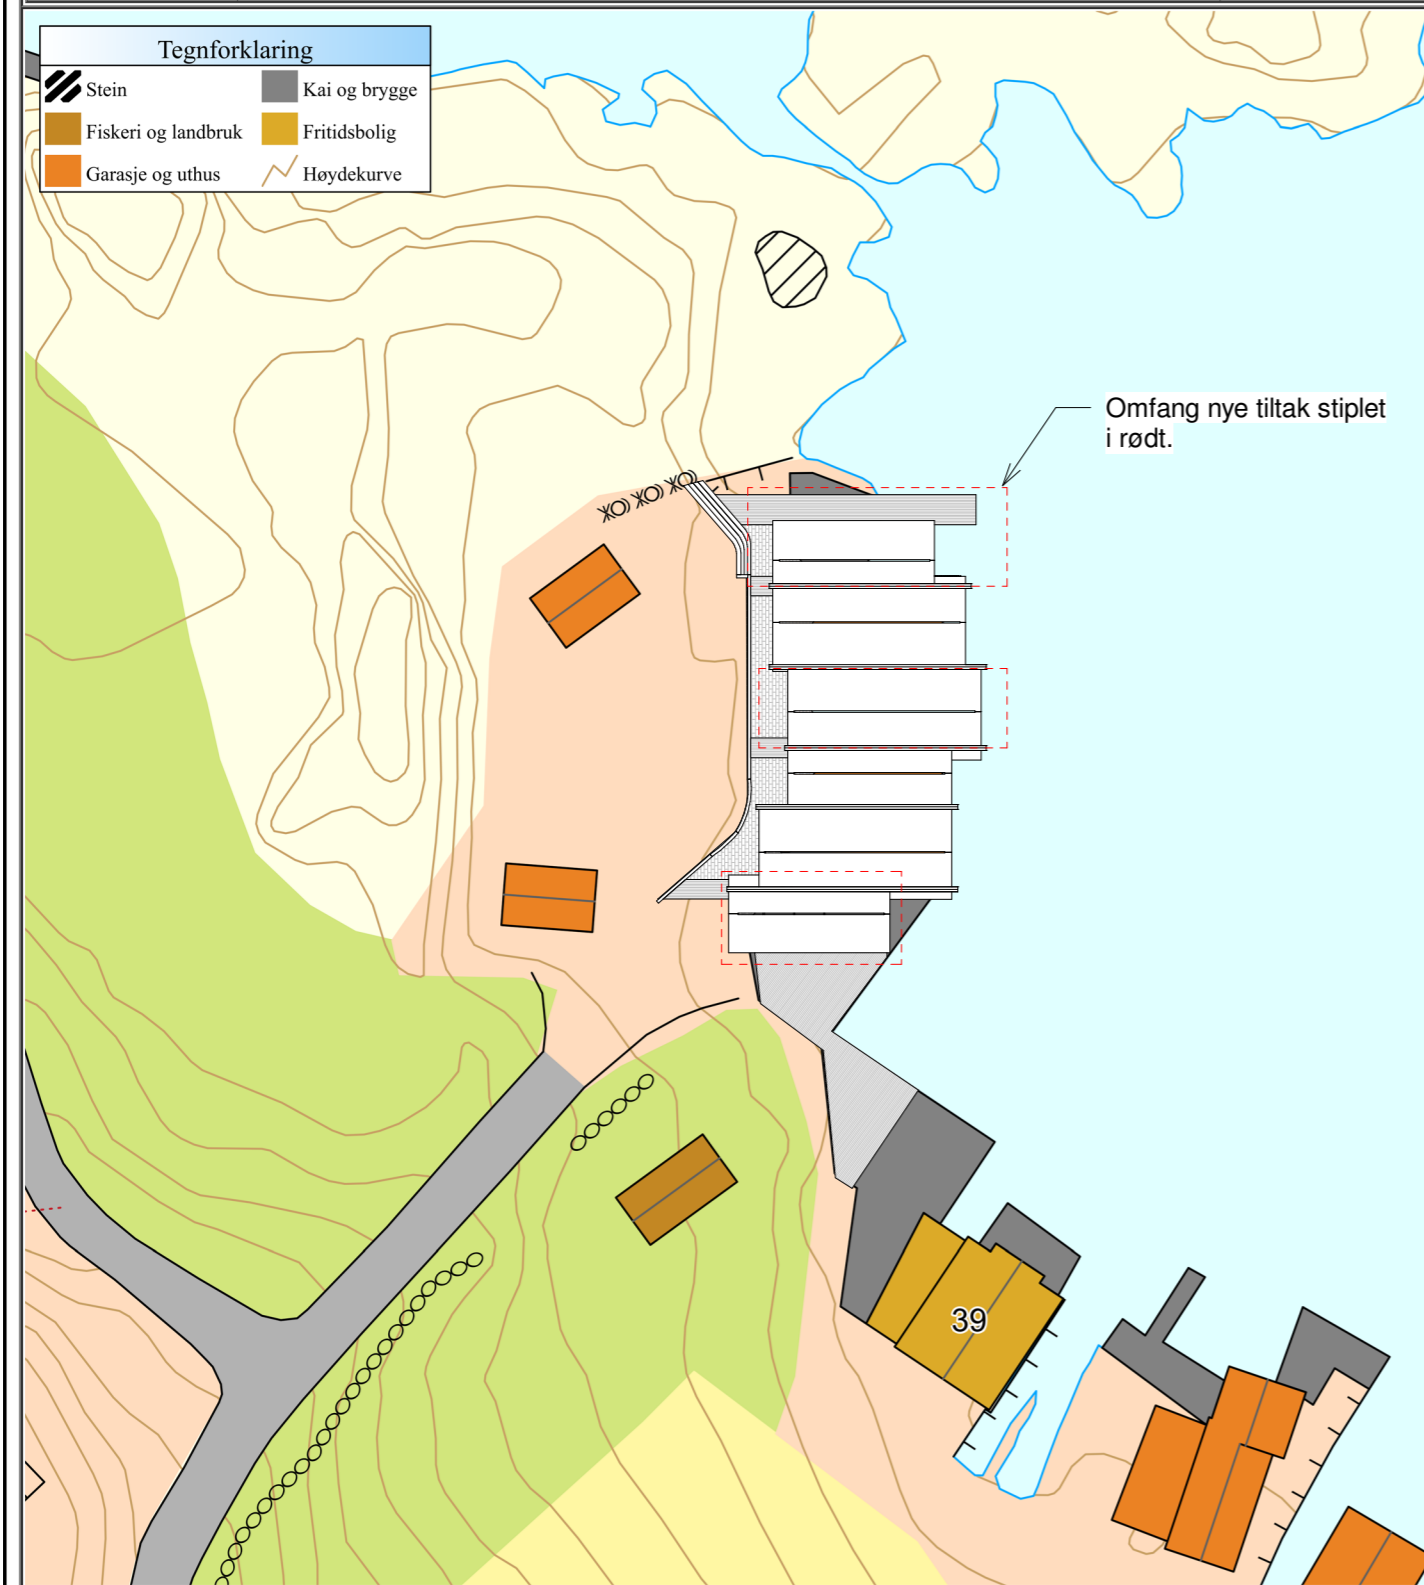 Tegnforklaring
Stein
Kai og brygge
Fiskeri og landbruk
Fritidsbolig
Garasje og uthus
Høydekurve
Omfang nye tiltak stiplet
i rødt.
39